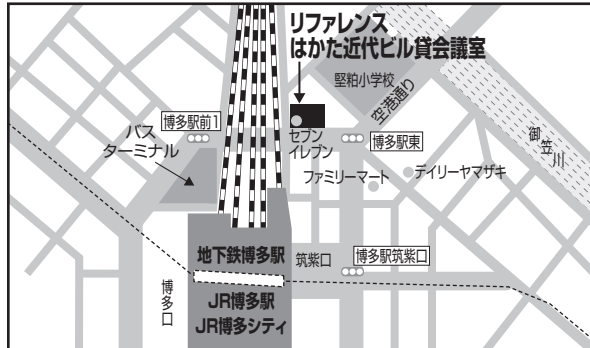 リファレンス
はかた近代ビル貸会議室
堅粕小学校
空港通り
御笠川
博多駅前1
バス
ターミナル
セブン
イレブン
博多駅東
ファミリーマート
デイリーヤマザキ
地下鉄博多駅
筑紫口
博多駅筑紫口
博多口
JR博多駅
JR博多シティ